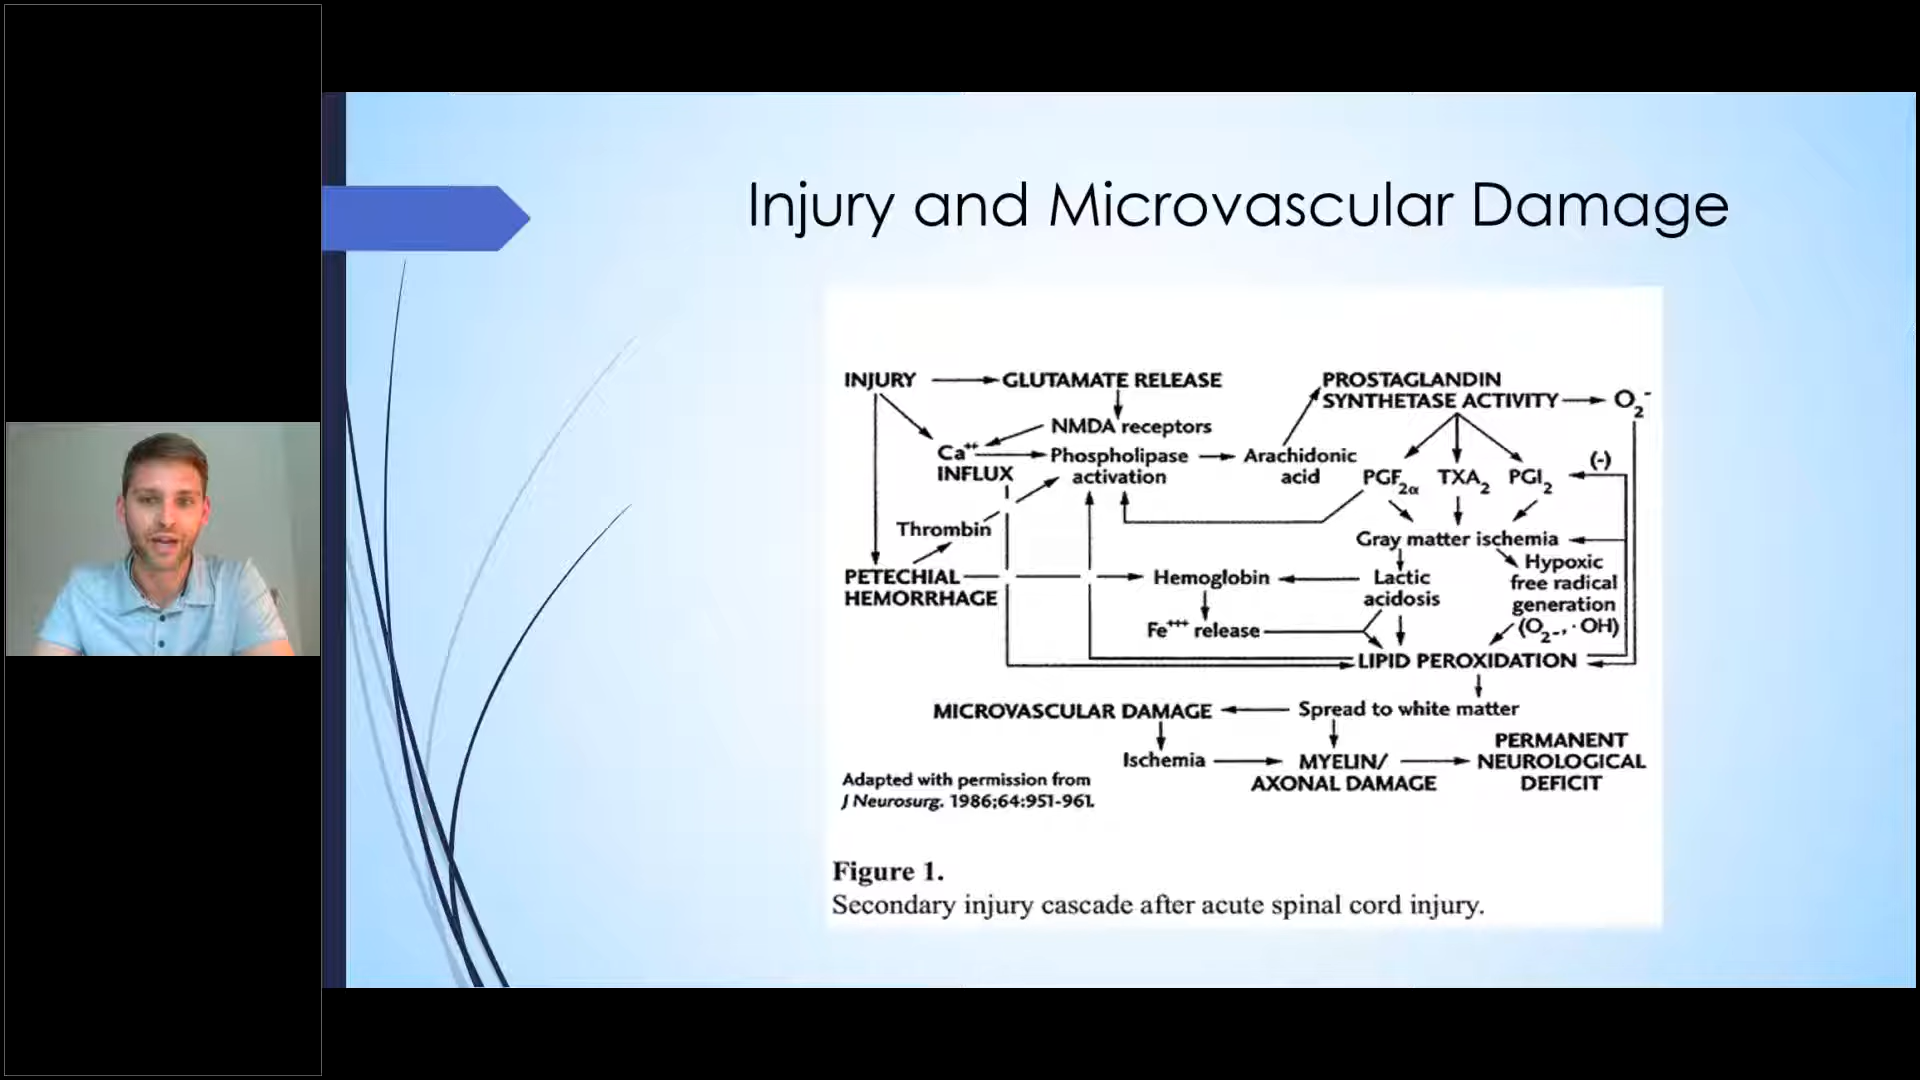 Injury and Microvascular Damage
INJURY
GLUTAMATE RELEASE
PROSTAGLANDIN
SYNTHETASE ACTIVITY
O2-
NMDA receptors
Ca++
INFLUX
Phospholipase
activation
Arachidonic
acid
PGF2α
TXA2
PGI2
(-)
Thrombin
Gray matter ischemia
PETECHIAL
HEMORRHAGE
Hemoglobin
Lactic
acidosis
Hypoxic
free radical
generation
(O2-, ·OH)
Fe+++ release
LIPID PEROXIDATION
MICROVASCULAR DAMAGE
Spread to white matter
Ischemia
MYELIN/
AXONAL DAMAGE
PERMANENT
NEUROLOGICAL
DEFICIT
Adapted with permission from
J Neurosurg. 1986;64:951-961.
Figure 1.
Secondary injury cascade after acute spinal cord injury.